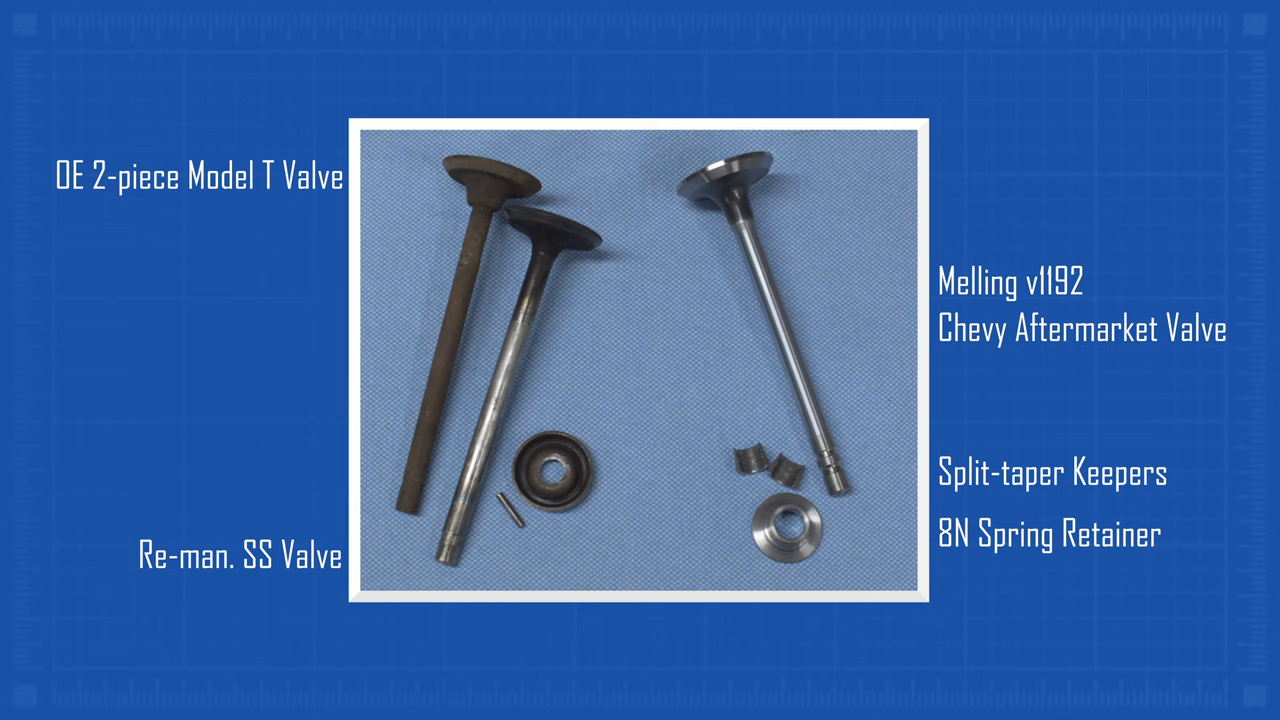 OE 2-piece Model T Valve
Re-man. SS Valve
Melling v1192
Chevy Aftermarket Valve
Split-taper Keepers
8N Spring Retainer